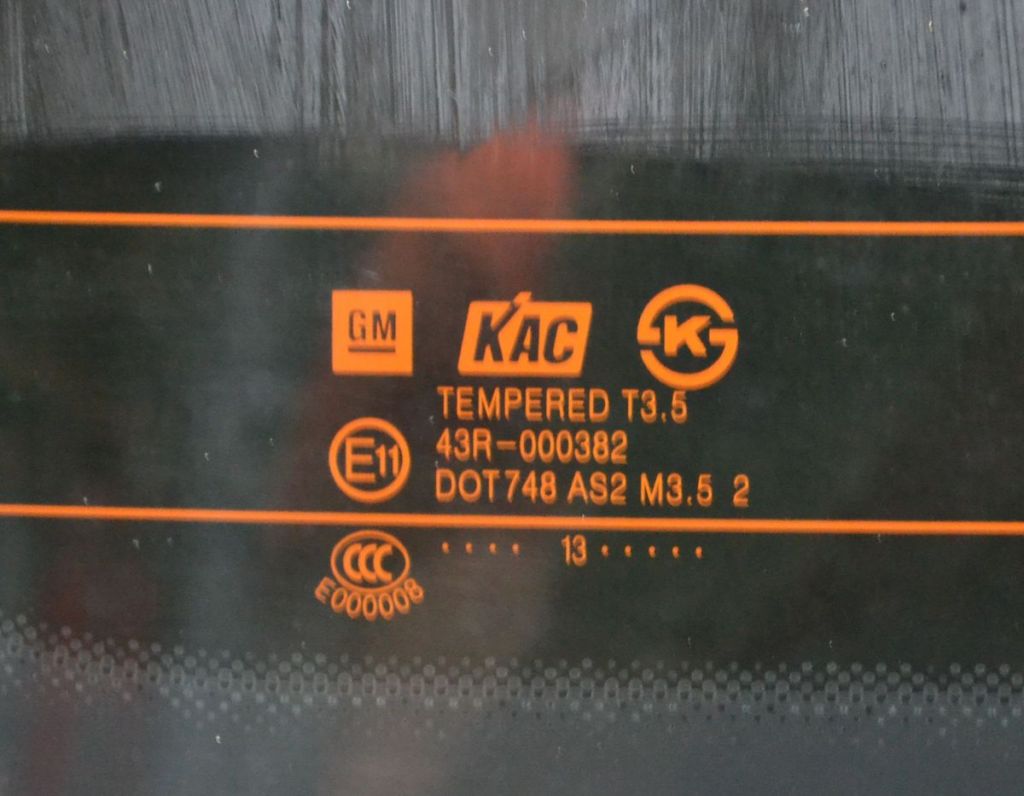 GM KAC K
TEMPERED T3.5
43R-000382
E11
DOT748 AS2 M3.5 2
CCC
.... 13 .....
E000008